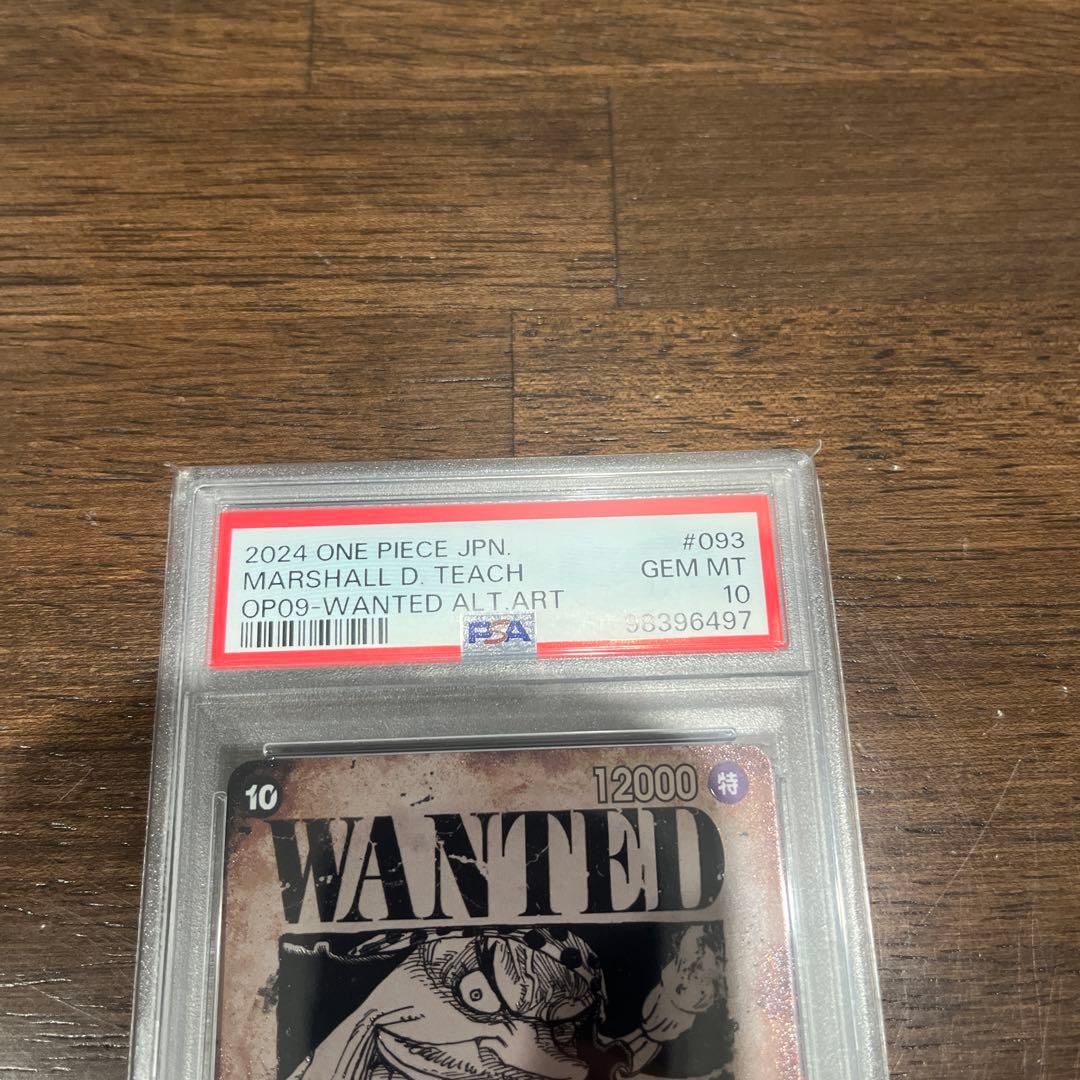 2024 ONE PIECE JPN. #093
MARSHALL D. TEACH GEM MT
OP09-WANTED ALT.ART 10
98396497
PSA
10 12000 特
WANTED